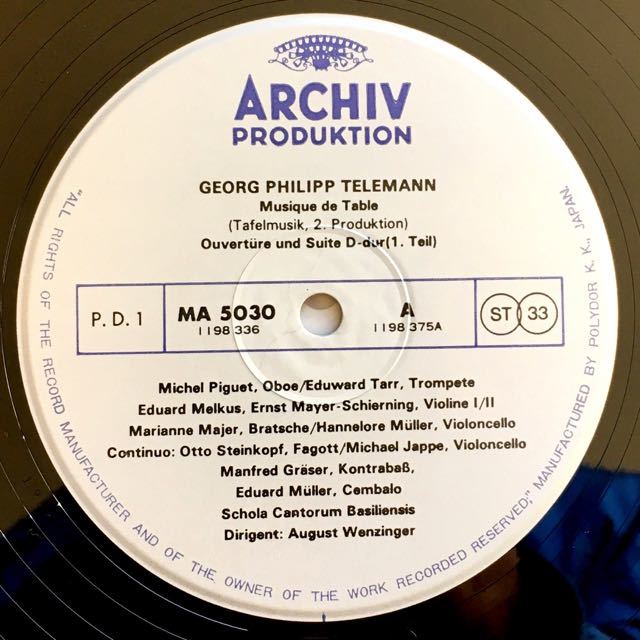 ARCHIV
PRODUKTION
GEORG PHILIPP TELEMANN
Musique de Table
(Tafelmusik, 2. Produktion)
Ouvertüre und Suite D-dur(1. Teil)
P. D. 1
MA 5030
1198 336
A
1198 375A
ST 33
Michel Piguet, Oboe/Eduward Tarr, Trompete
Eduard Melkus, Ernst Mayer-Schierning, Violine I/II
Marianne Majer, Bratsche/Hannelore Müller, Violoncello
Continuo: Otto Steinkopf, Fagott/Michael Jappe, Violoncello
Manfred Gräser, Kontrabaß,
Eduard Müller, Cembalo
Schola Cantorum Basiliensis
Dirigent: August Wenzinger
"ALL RIGHTS OF THE RECORD MANUFACTURER AND OF THE OWNER OF THE WORK RECORDED RESERVED," MANUFACTURED BY POLYDOR K. K., JAPAN.